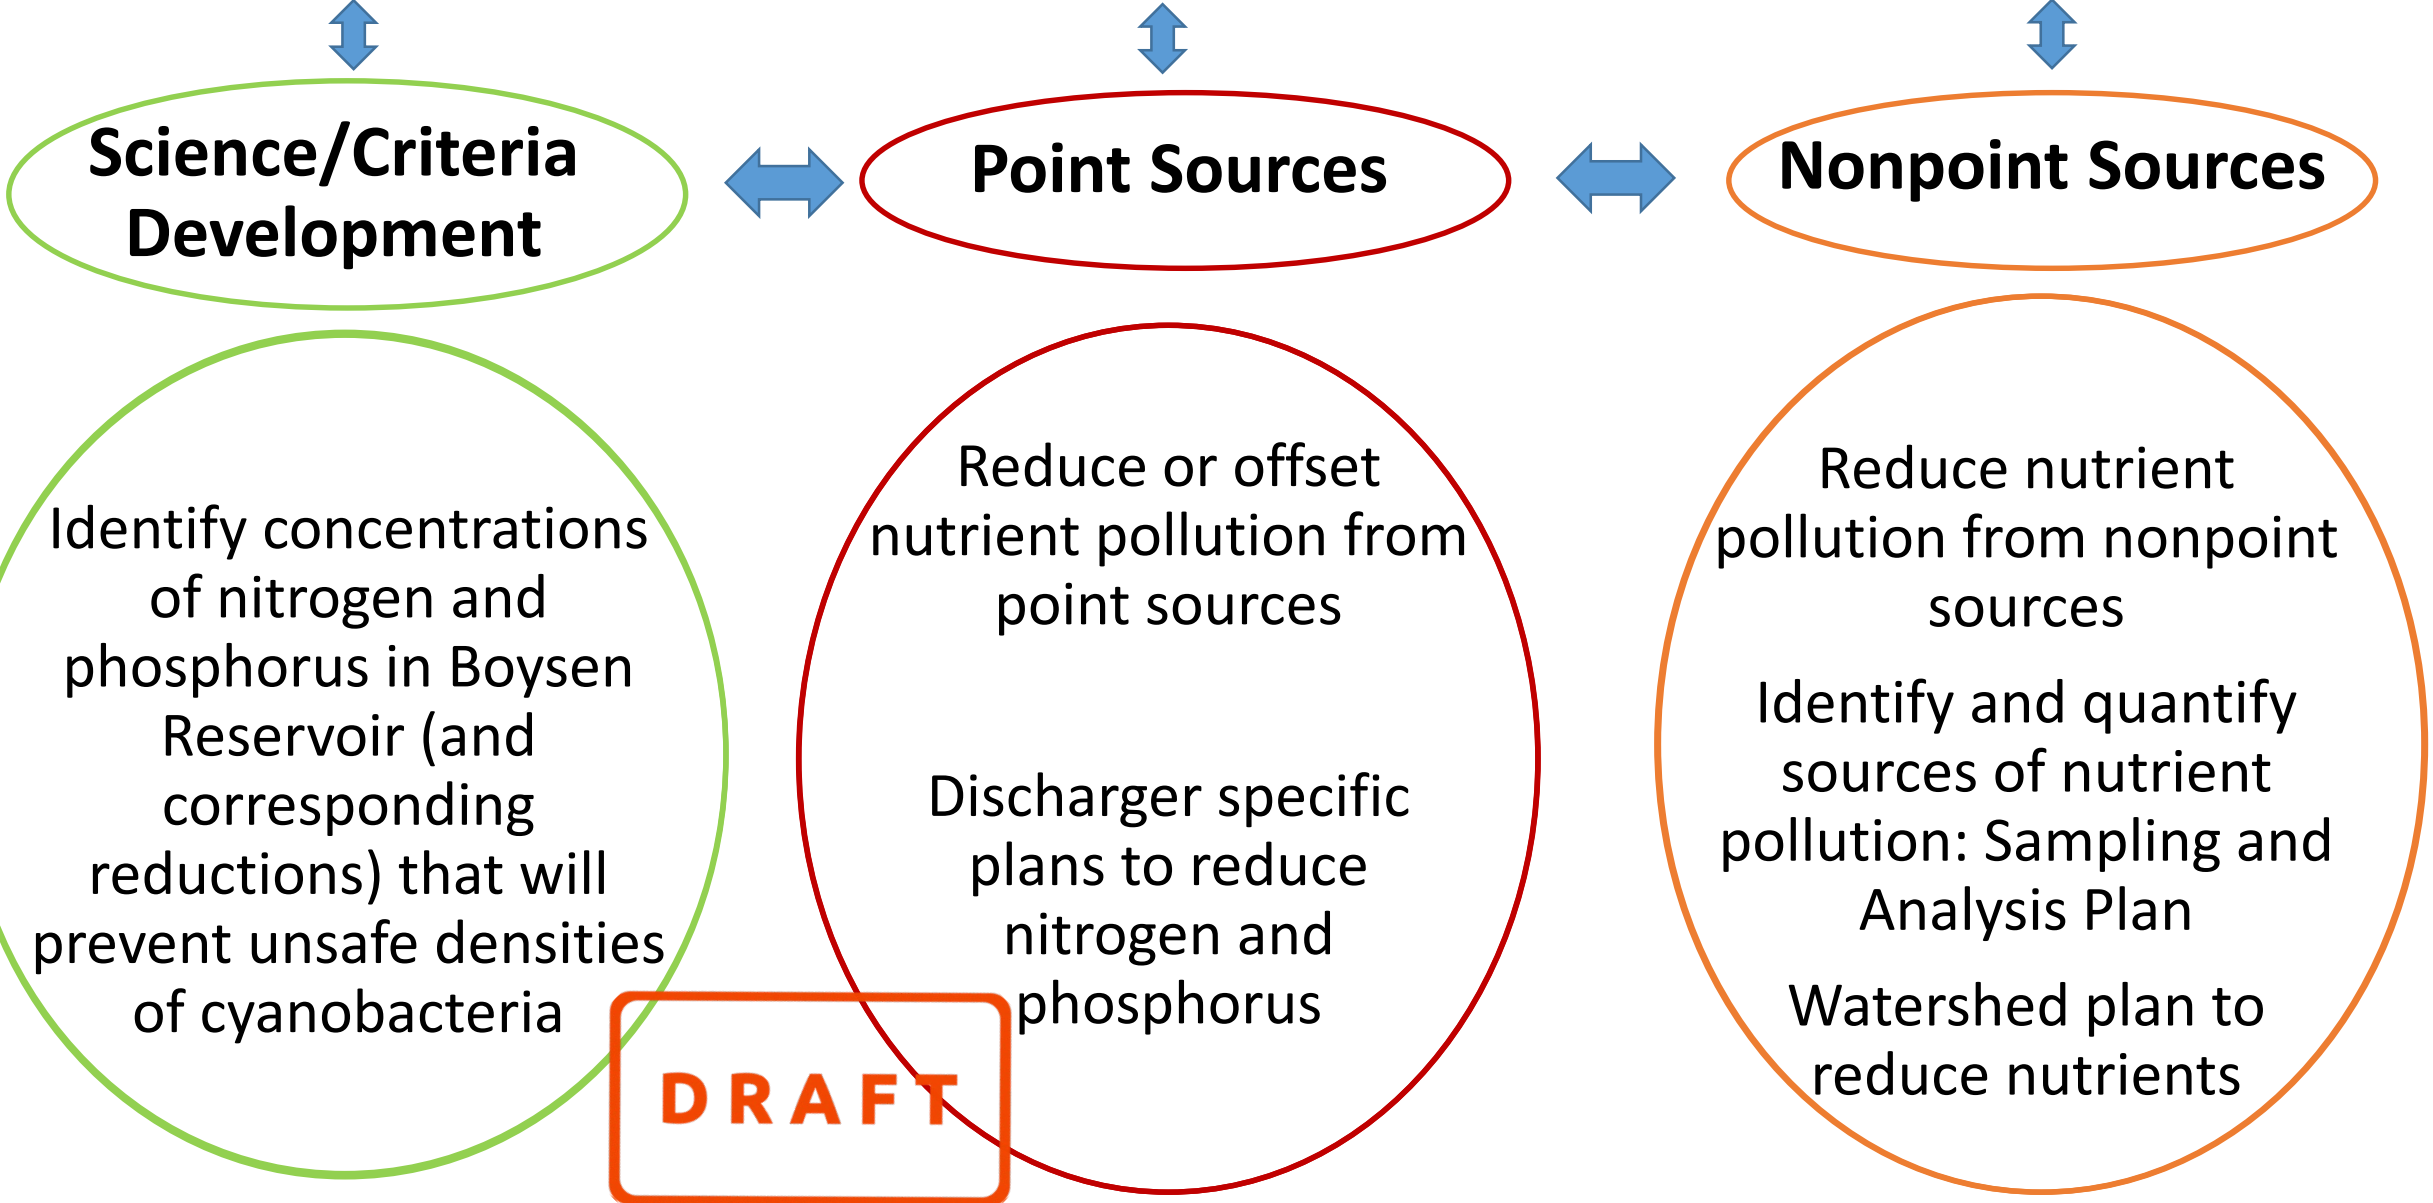 Science/Criteria
Development
Point Sources
Nonpoint Sources
Identify concentrations
of nitrogen and
phosphorus in Boysen
Reservoir (and
corresponding
reductions) that will
prevent unsafe densities
of cyanobacteria
Reduce or offset
nutrient pollution from
point sources
Discharger specific
plans to reduce
nitrogen and
phosphorus
Reduce nutrient
pollution from nonpoint
sources
Identify and quantify
sources of nutrient
pollution: Sampling and
Analysis Plan
Watershed plan to
reduce nutrients
DRAFT